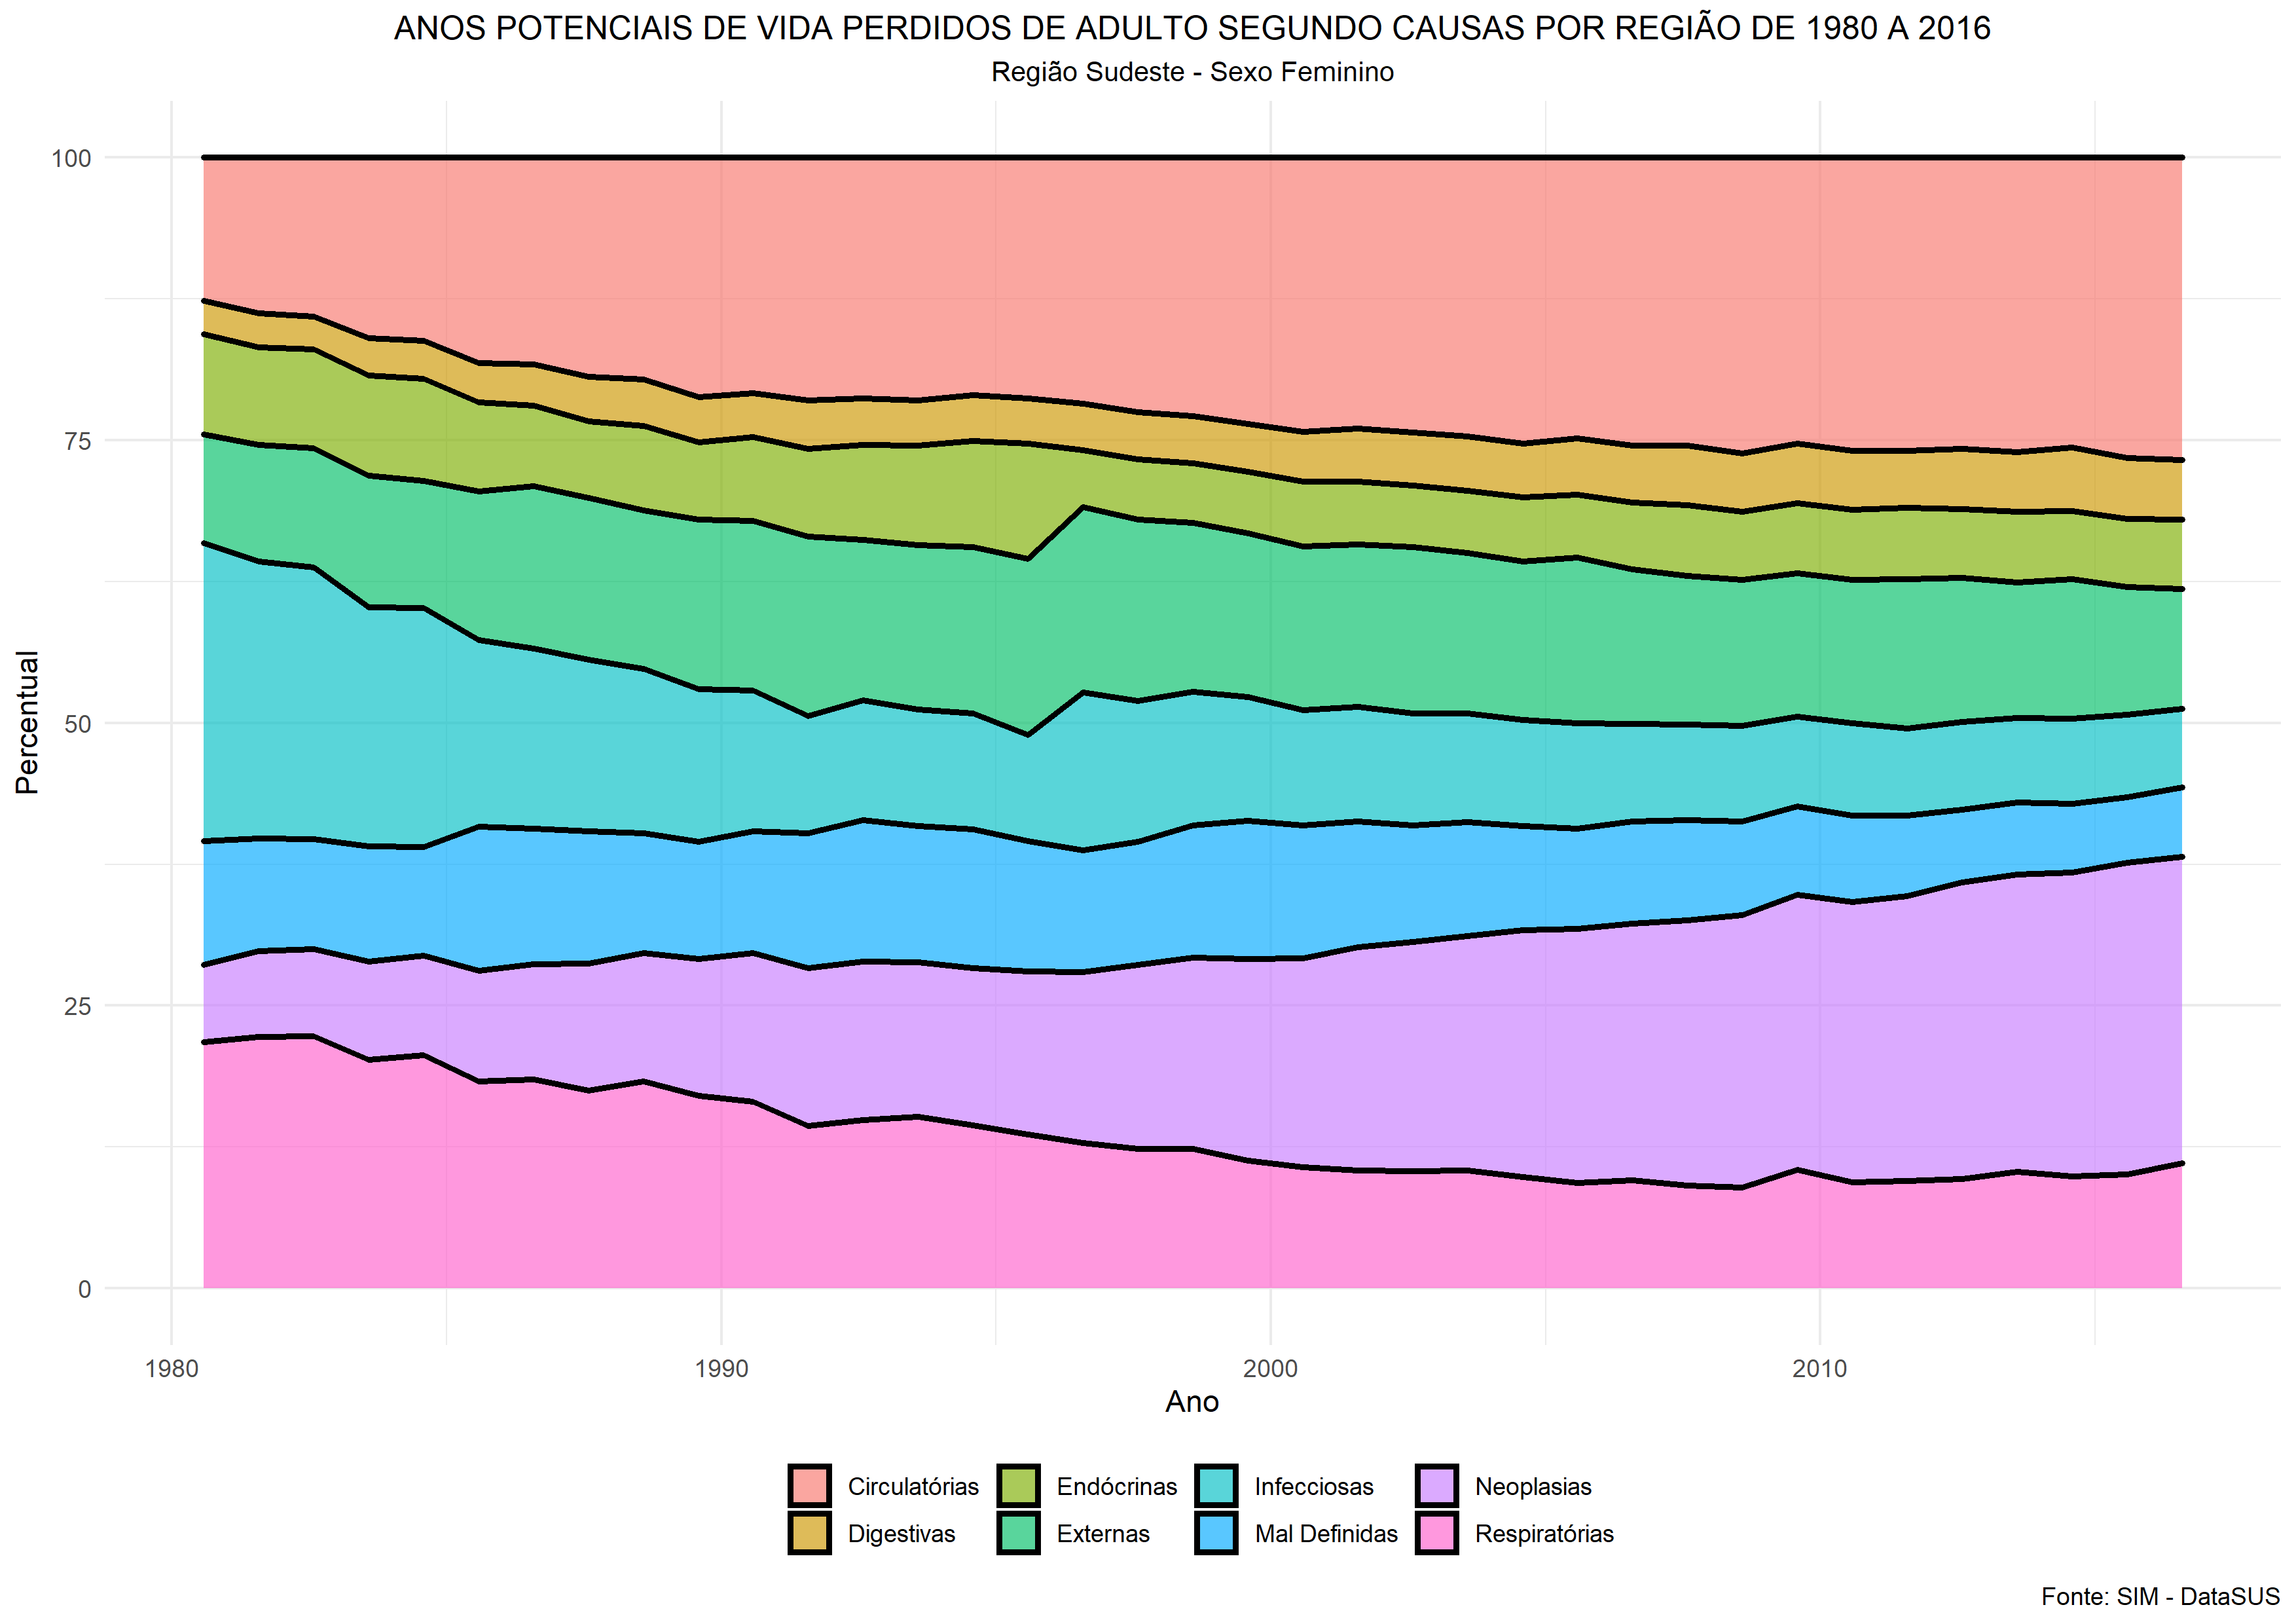 ANOS POTENCIAIS DE VIDA PERDIDOS DE ADULTO SEGUNDO CAUSAS POR REGIÃO DE 1980 A 2016
Região Sudeste - Sexo Feminino
100
75
50
25
0
Percentual
1980 1990 2000 2010
Ano
Circulatórias Endócrinas Infecciosas Neoplasias
Digestivas Externas Mal Definidas Respiratórias
Fonte: SIM - DataSUS